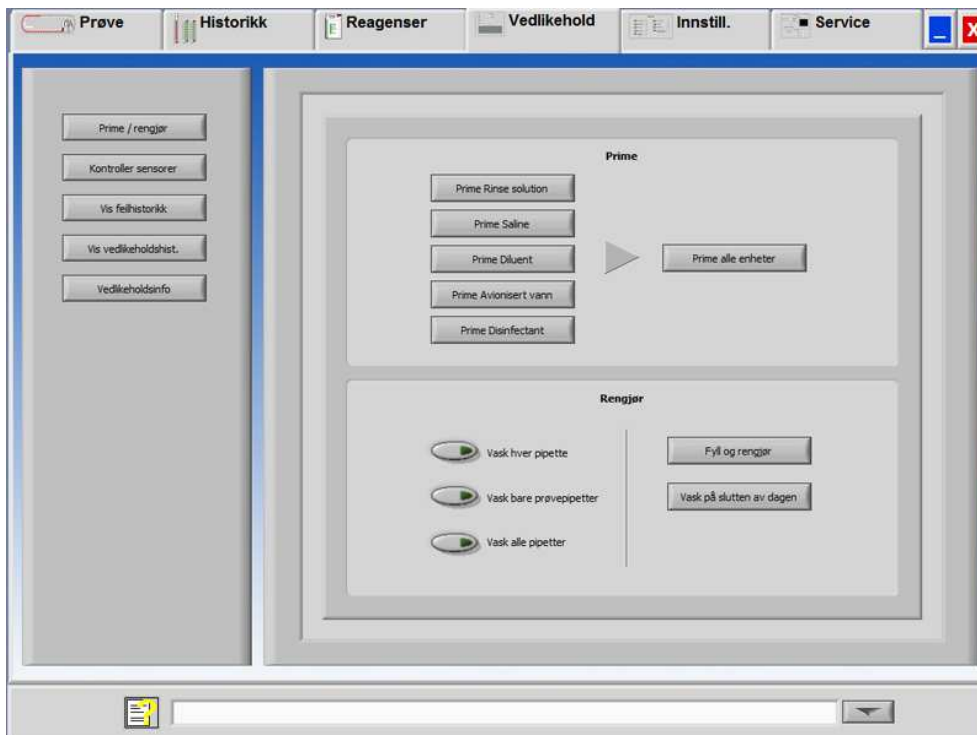 Prøve
Historikk
Reagenser
Vedlikehold
Innstill.
Service
Prime / rengjør
Kontroller sensorer
Vis feilhistorikk
Vis vedlikeholdshist.
Vedlikeholdsinfo
Prime
Prime Rinse solution
Prime Saline
Prime Diluent
Prime Avionisert vann
Prime Disinfectant
Prime alle enheter
Rengjør
Vask hver pipette
Vask bare prøvepipetter
Vask alle pipetter
Fyll og rengjør
Vask på slutten av dagen